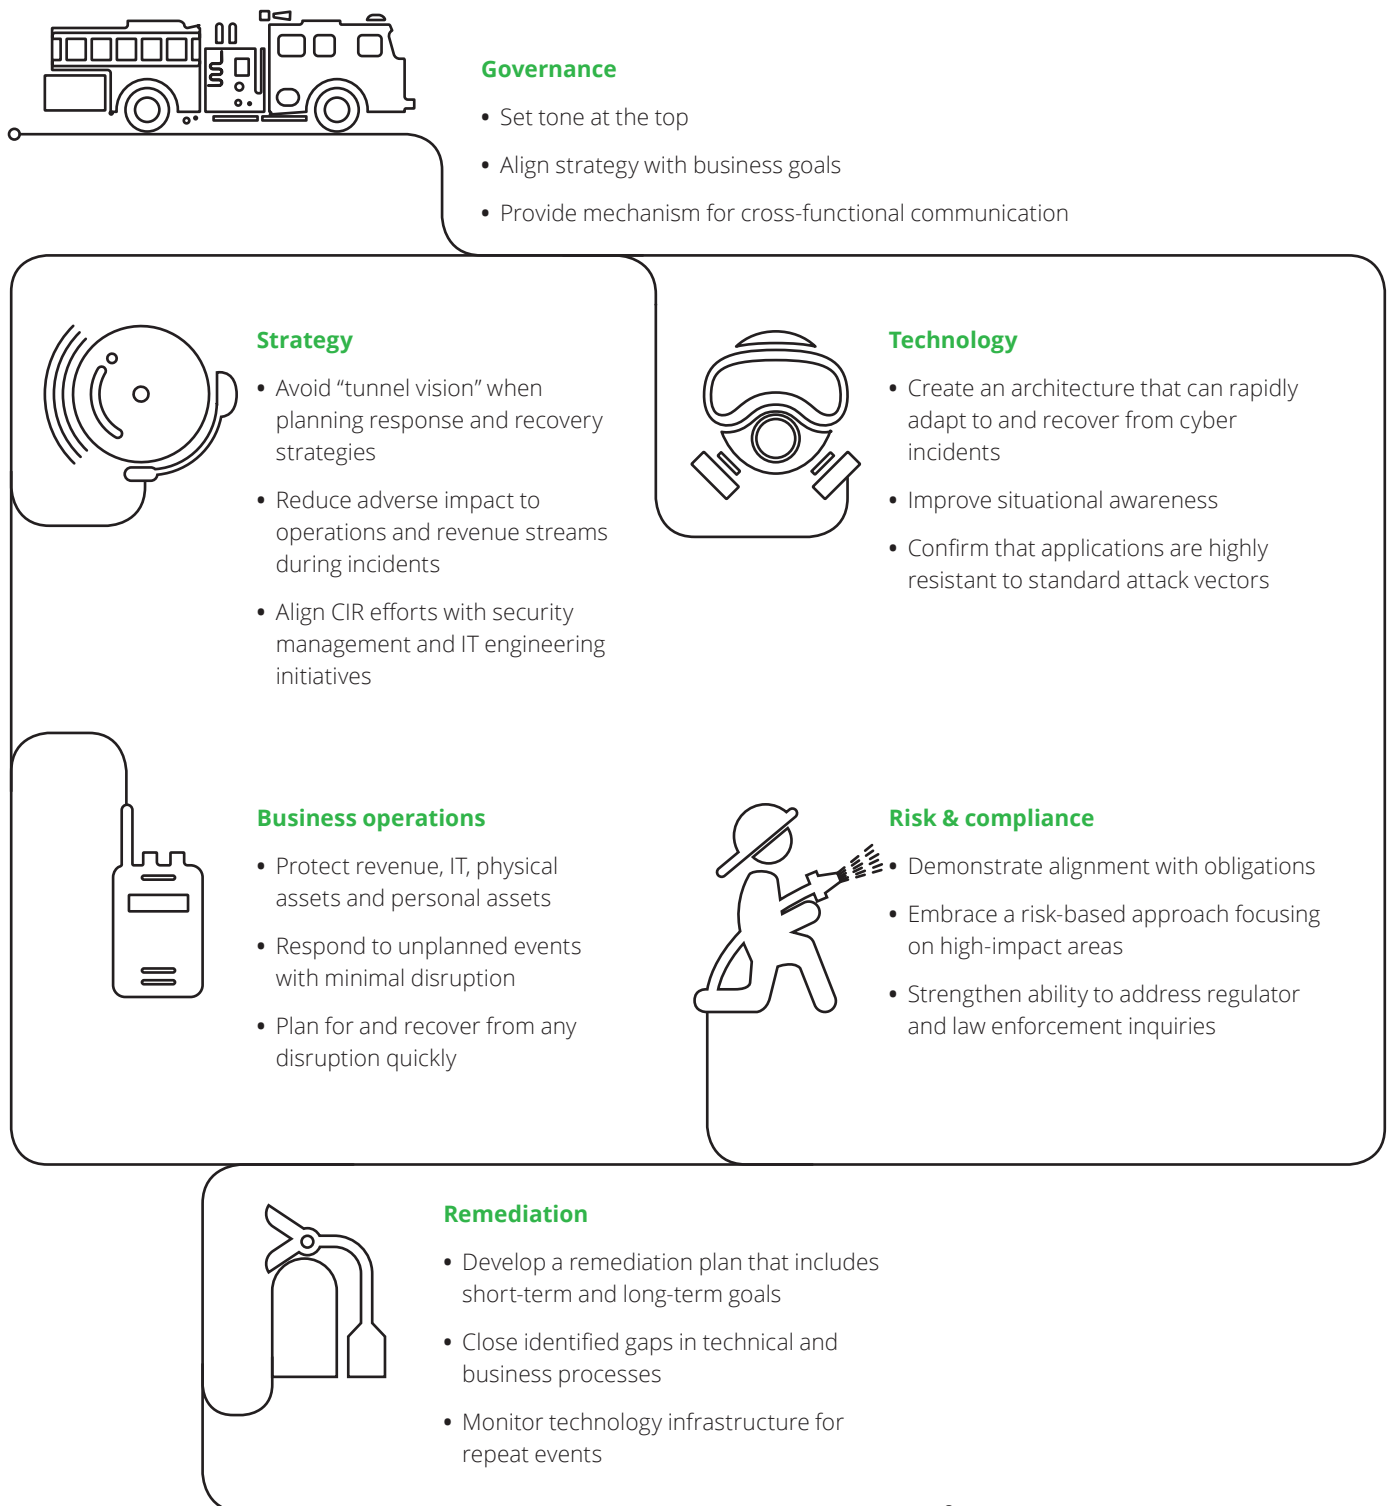 Governance
• Set tone at the top
• Align strategy with business goals
• Provide mechanism for cross-functional communication
Strategy
• Avoid “tunnel vision” when
planning response and recovery
strategies
• Reduce adverse impact to
operations and revenue streams
during incidents
• Align CIR efforts with security
management and IT engineering
initiatives
Technology
• Create an architecture that can rapidly
adapt to and recover from cyber
incidents
• Improve situational awareness
• Confirm that applications are highly
resistant to standard attack vectors
Business operations
• Protect revenue, IT, physical
assets and personal assets
• Respond to unplanned events
with minimal disruption
• Plan for and recover from any
disruption quickly
Risk & compliance
• Demonstrate alignment with obligations
• Embrace a risk-based approach focusing
on high-impact areas
• Strengthen ability to address regulator
and law enforcement inquiries
Remediation
• Develop a remediation plan that includes
short-term and long-term goals
• Close identified gaps in technical and
business processes
• Monitor technology infrastructure for
repeat events